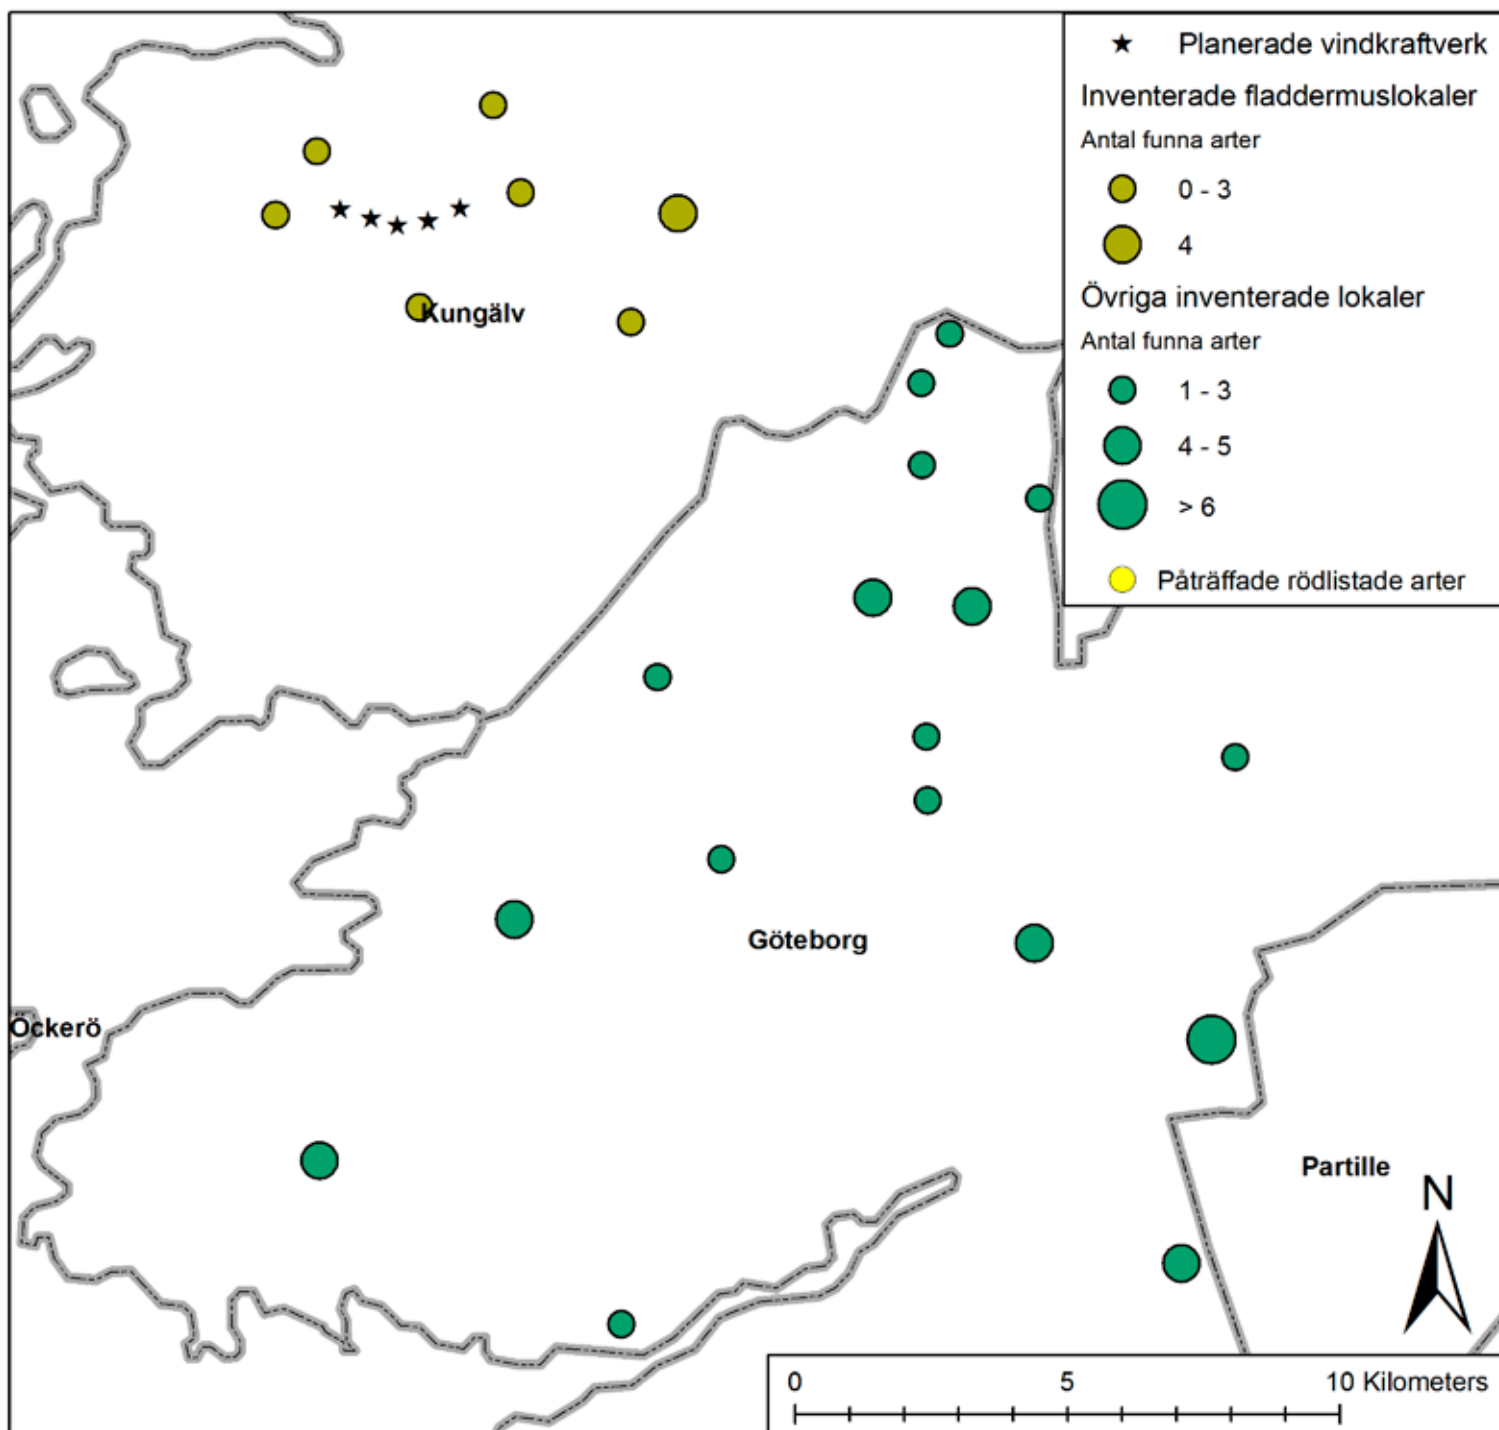 Planerade vindkraftverk
Inventerade fladdermuslokaler
Antal funna arter
0 - 3
4
Övriga inventerade lokaler
Antal funna arter
1 - 3
4 - 5
> 6
Påträffade rödlistade arter
Kungälv
Göteborg
Öckerö
Partille
N
0 5 10 Kilometers